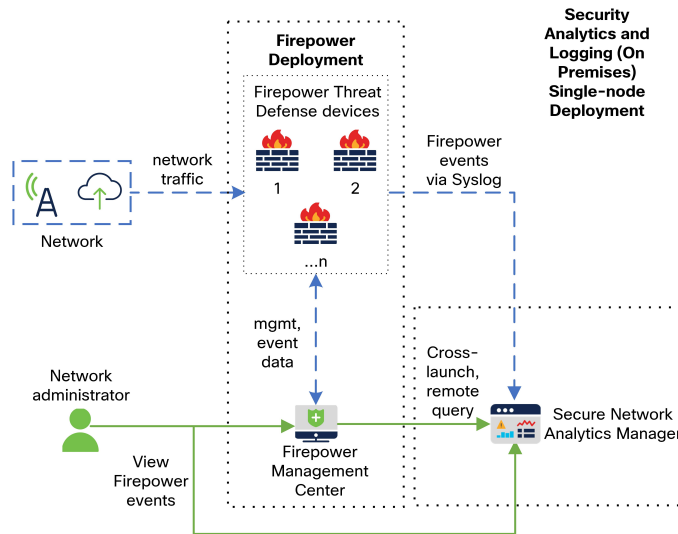 Security
Analytics and
Logging (On
Premises)
Single-node
Deployment
Firepower
Deployment
Firepower Threat
Defense devices
1
2
...n
network
traffic
Network
Firepower
events
via Syslog
mgmt,
event
data
Cross-
launch,
remote
query
Network
administrator
View
Firepower
events
Firepower
Management
Center
Secure Network
Analytics Manager